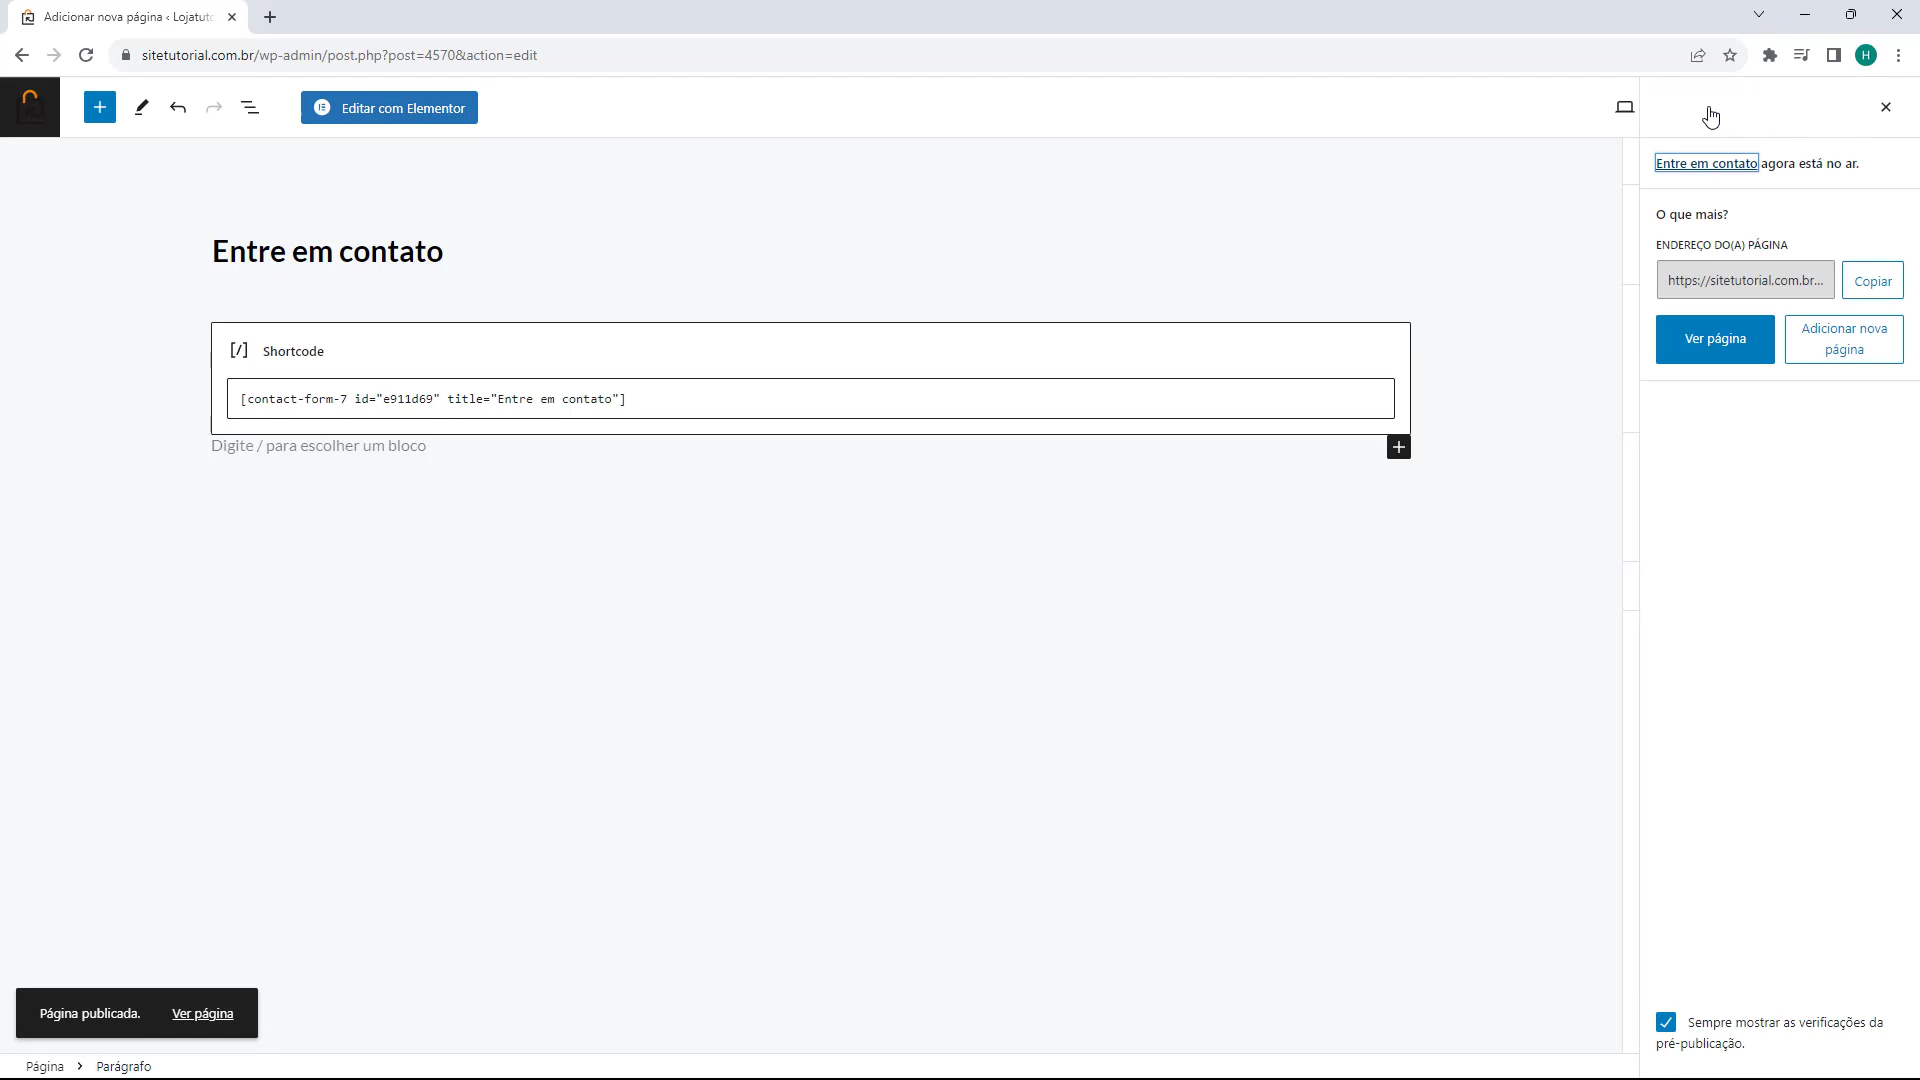 Adicionar nova página ‹ Lojatuto
sitetutorial.com.br/wp-admin/post.php?post=4570&action=edit
H
Editar com Elementor
Entre em contato agora está no ar.
O que mais?
ENDEREÇO DO(A) PÁGINA
https://sitetutorial.com.br...
Copiar
Ver página
Adicionar nova
página
Entre em contato
[/] Shortcode
[contact-form-7 id="e911d69" title="Entre em contato"]
Digite / para escolher um bloco
Página publicada. Ver página
Sempre mostrar as verificações da
pré-publicação.
Página › Parágrafo